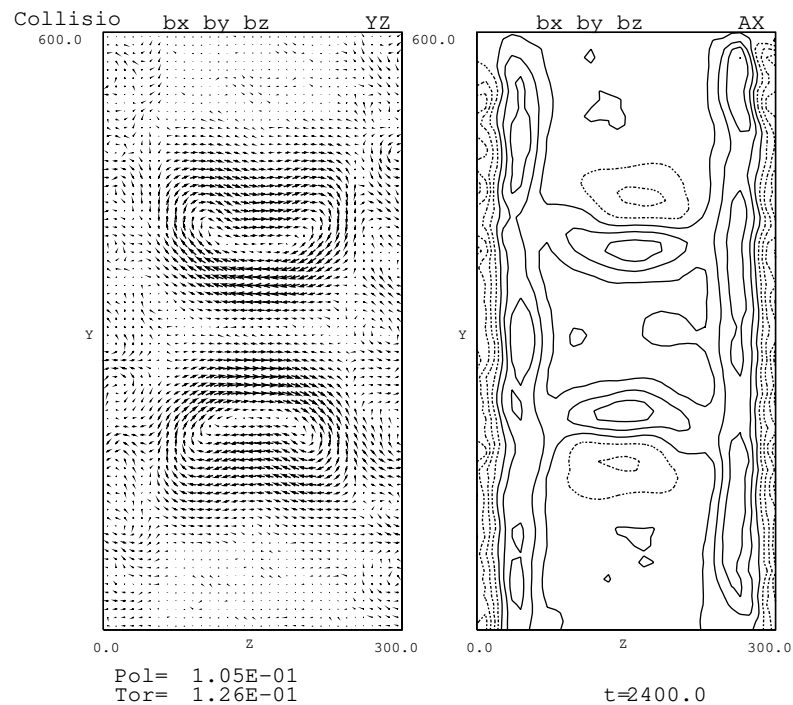 Collisio bx by bz YZ bx by bz AX
600.0 600.0
Y Y
0.0 Z 300.0 0.0 Z 300.0
Pol= 1.05E-01
Tor= 1.26E-01 t=2400.0